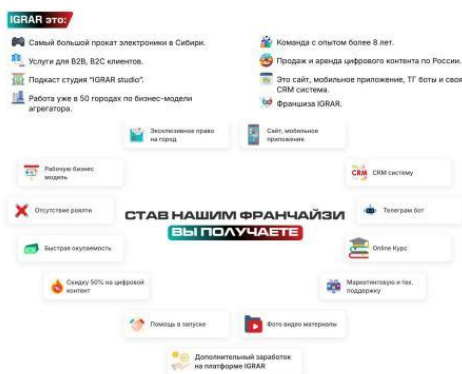 IGRAR это:
Самый большой прокат электроники в Сибири.
Услуги для B2B, B2C клиентов.
Подкаст студия "IGRAR studio".
Работа уже в 50 городах по бизнес-модели
агрегатора.
Команда с опытом более 8 лет.
Продаж и аренда цифрового контента по России.
Это сайт, мобильное приложение, ТГ боты и своя
CRM система.
Франшиза IGRAR.
Эксклюзивное право
на город
Сайт, мобильное
приложение
Рабочую бизнес
модель
CRM
CRM систему
Отсутствие роялти
СТАВ НАШИМ ФРАНЧАЙЗИ
ВЫ ПОЛУЧАЕТЕ
Телеграм бот
Быстрая окупаемость
Online Курс
Скидку 50% на цифровой
контент
Маркетинговую и тех.
поддержку
Помощь в запуске
Фото видео материалы
Дополнительный заработок
на платформе IGRAR